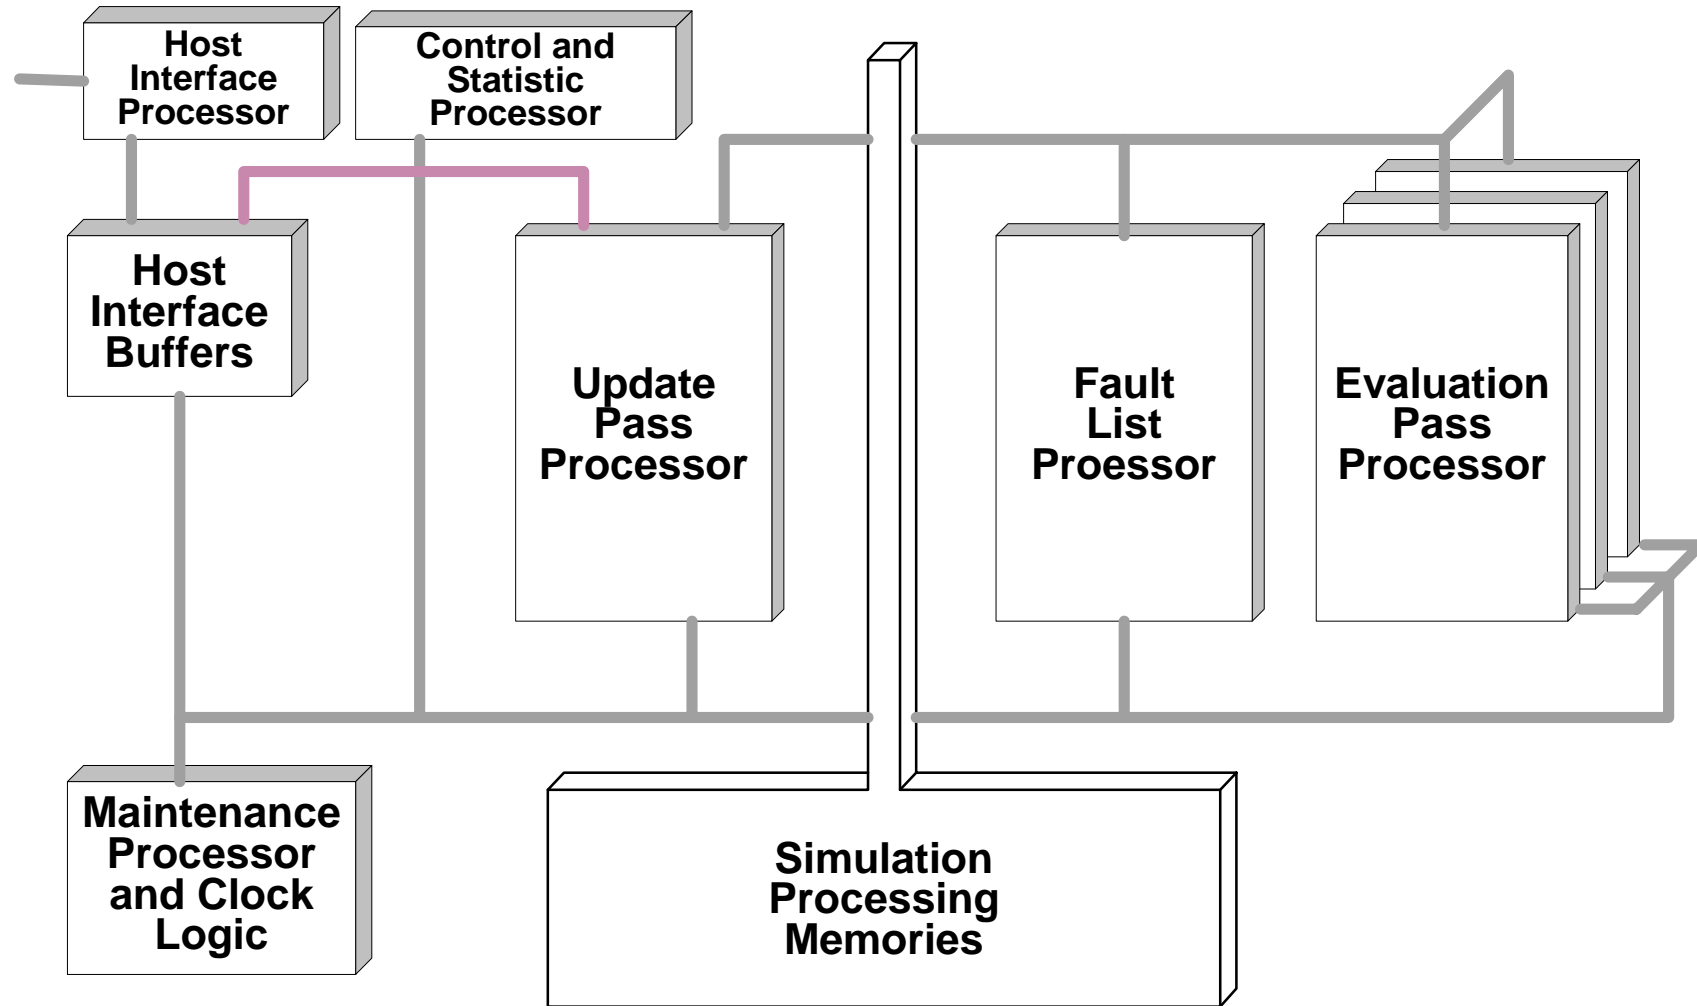 Host
Interface
Processor
Control and
Statistic
Processor
Host
Interface
Buffers
Update
Pass
Processor
Fault
List
Proessor
Evaluation
Pass
Processor
Maintenance
Processor
and Clock
Logic
Simulation
Processing
Memories